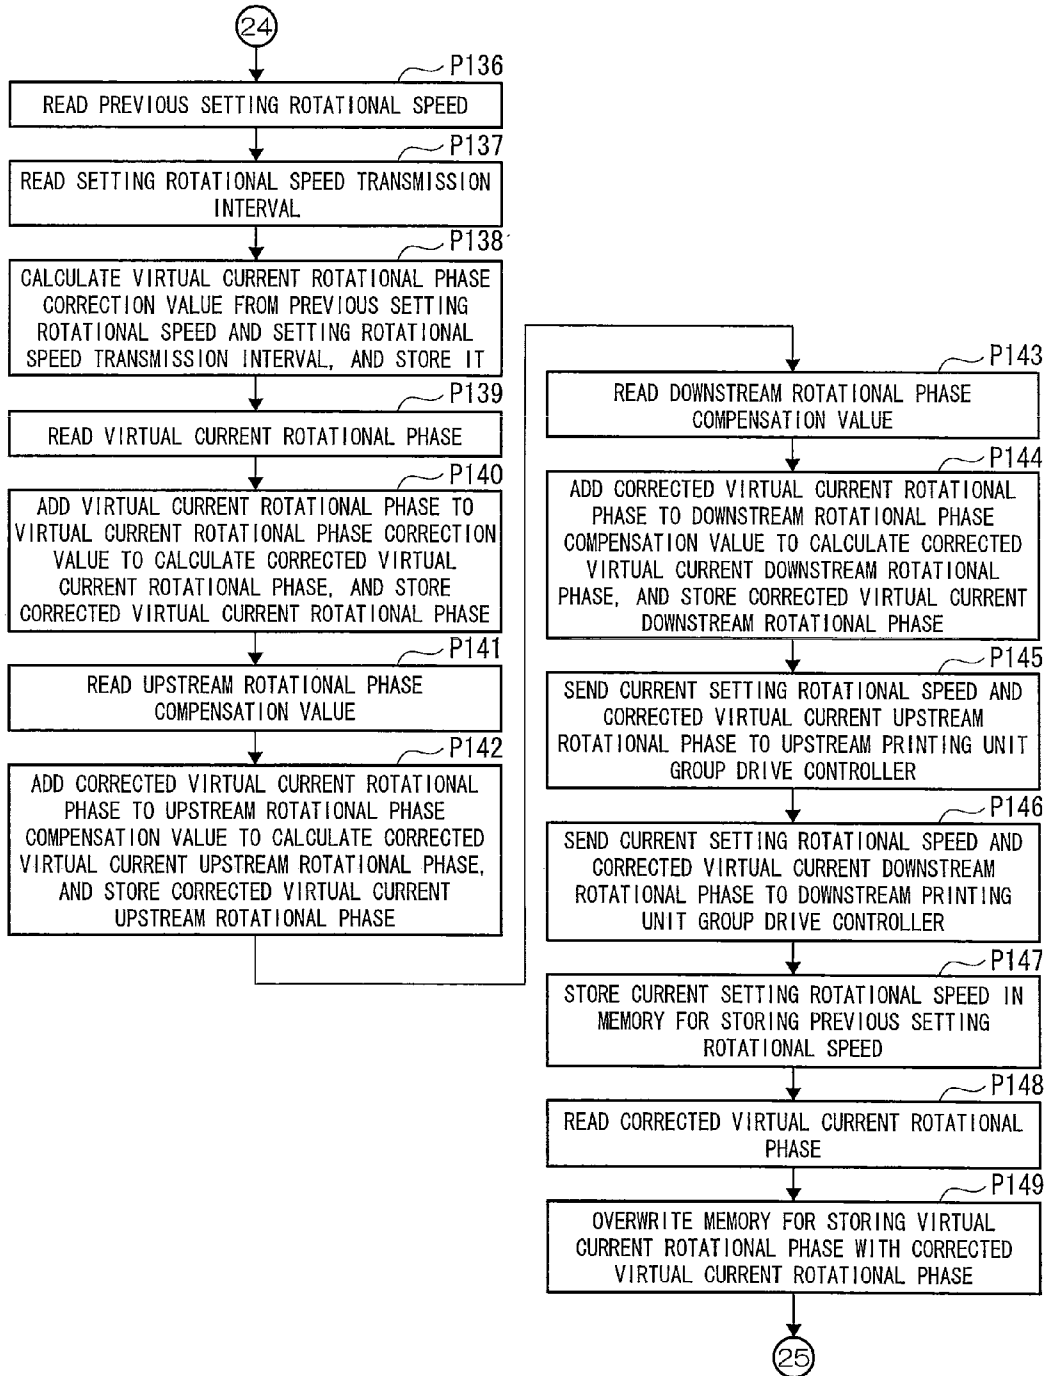 24
P136
READ PREVIOUS SETTING ROTATIONAL SPEED
P137
READ SETTING ROTATIONAL SPEED TRANSMISSION
INTERVAL
P138
CALCULATE VIRTUAL CURRENT ROTATIONAL PHASE
CORRECTION VALUE FROM PREVIOUS SETTING
ROTATIONAL SPEED AND SETTING ROTATIONAL
SPEED TRANSMISSION INTERVAL, AND STORE IT
P139
READ VIRTUAL CURRENT ROTATIONAL PHASE
P140
ADD VIRTUAL CURRENT ROTATIONAL PHASE TO
VIRTUAL CURRENT ROTATIONAL PHASE CORRECTION
VALUE TO CALCULATE CORRECTED VIRTUAL
CURRENT ROTATIONAL PHASE, AND STORE
CORRECTED VIRTUAL CURRENT ROTATIONAL PHASE
P141
READ UPSTREAM ROTATIONAL PHASE
COMPENSATION VALUE
P142
ADD CORRECTED VIRTUAL CURRENT ROTATIONAL
PHASE TO UPSTREAM ROTATIONAL PHASE
COMPENSATION VALUE TO CALCULATE CORRECTED
VIRTUAL CURRENT UPSTREAM ROTATIONAL PHASE,
AND STORE CORRECTED VIRTUAL CURRENT
UPSTREAM ROTATIONAL PHASE
P143
READ DOWNSTREAM ROTATIONAL PHASE
COMPENSATION VALUE
P144
ADD CORRECTED VIRTUAL CURRENT ROTATIONAL
PHASE TO DOWNSTREAM ROTATIONAL PHASE
COMPENSATION VALUE TO CALCULATE CORRECTED
VIRTUAL CURRENT DOWNSTREAM ROTATIONAL
PHASE, AND STORE CORRECTED VIRTUAL CURRENT
DOWNSTREAM ROTATIONAL PHASE
P145
SEND CURRENT SETTING ROTATIONAL SPEED AND
CORRECTED VIRTUAL CURRENT UPSTREAM
ROTATIONAL PHASE TO UPSTREAM PRINTING UNIT
GROUP DRIVE CONTROLLER
P146
SEND CURRENT SETTING ROTATIONAL SPEED AND
CORRECTED VIRTUAL CURRENT DOWNSTREAM
ROTATIONAL PHASE TO DOWNSTREAM PRINTING
UNIT GROUP DRIVE CONTROLLER
P147
STORE CURRENT SETTING ROTATIONAL SPEED IN
MEMORY FOR STORING PREVIOUS SETTING
ROTATIONAL SPEED
P148
READ CORRECTED VIRTUAL CURRENT ROTATIONAL
PHASE
P149
OVERWRITE MEMORY FOR STORING VIRTUAL
CURRENT ROTATIONAL PHASE WITH CORRECTED
VIRTUAL CURRENT ROTATIONAL PHASE
25